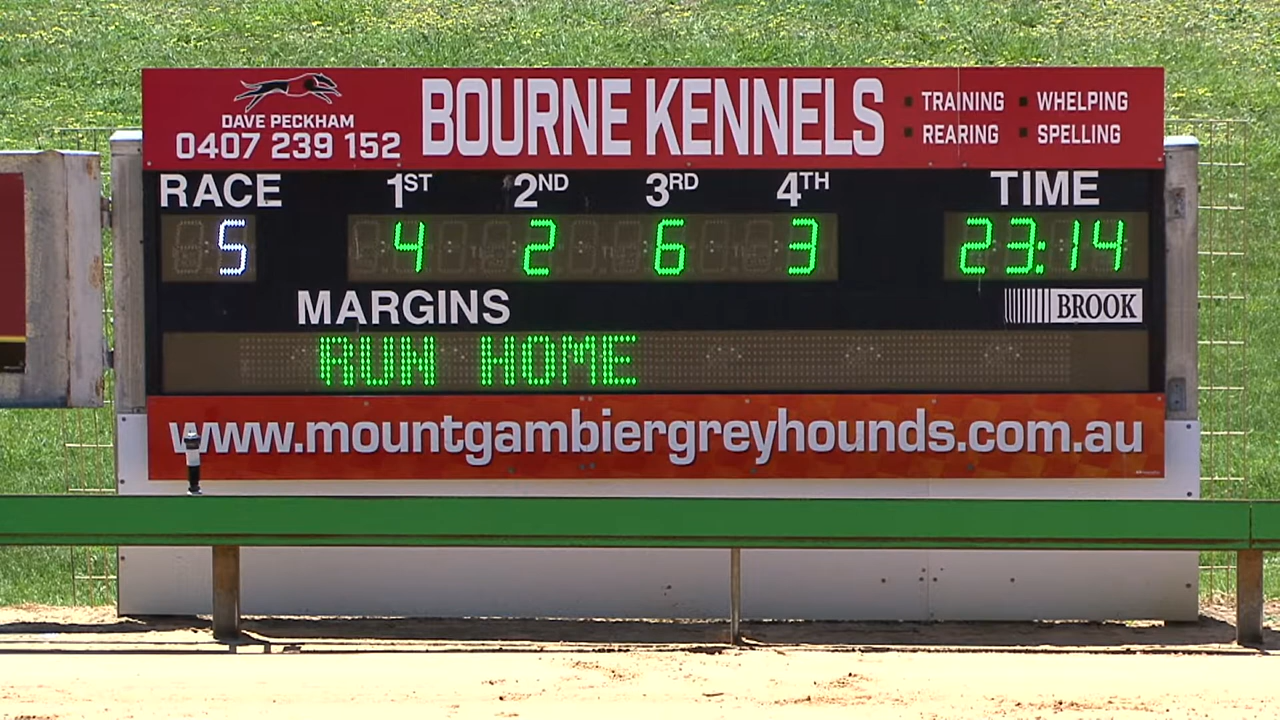 DAVE PECKHAM
0407 239 152
BOURNE KENNELS
▪ TRAINING ▪ WHELPING
▪ REARING ▪ SPELLING
RACE 1ST 2ND 3RD 4TH TIME
5 4 2 6 3 23:14
MARGINS
BROOK
RUN HOME
www.mountgambiergreyhounds.com.au